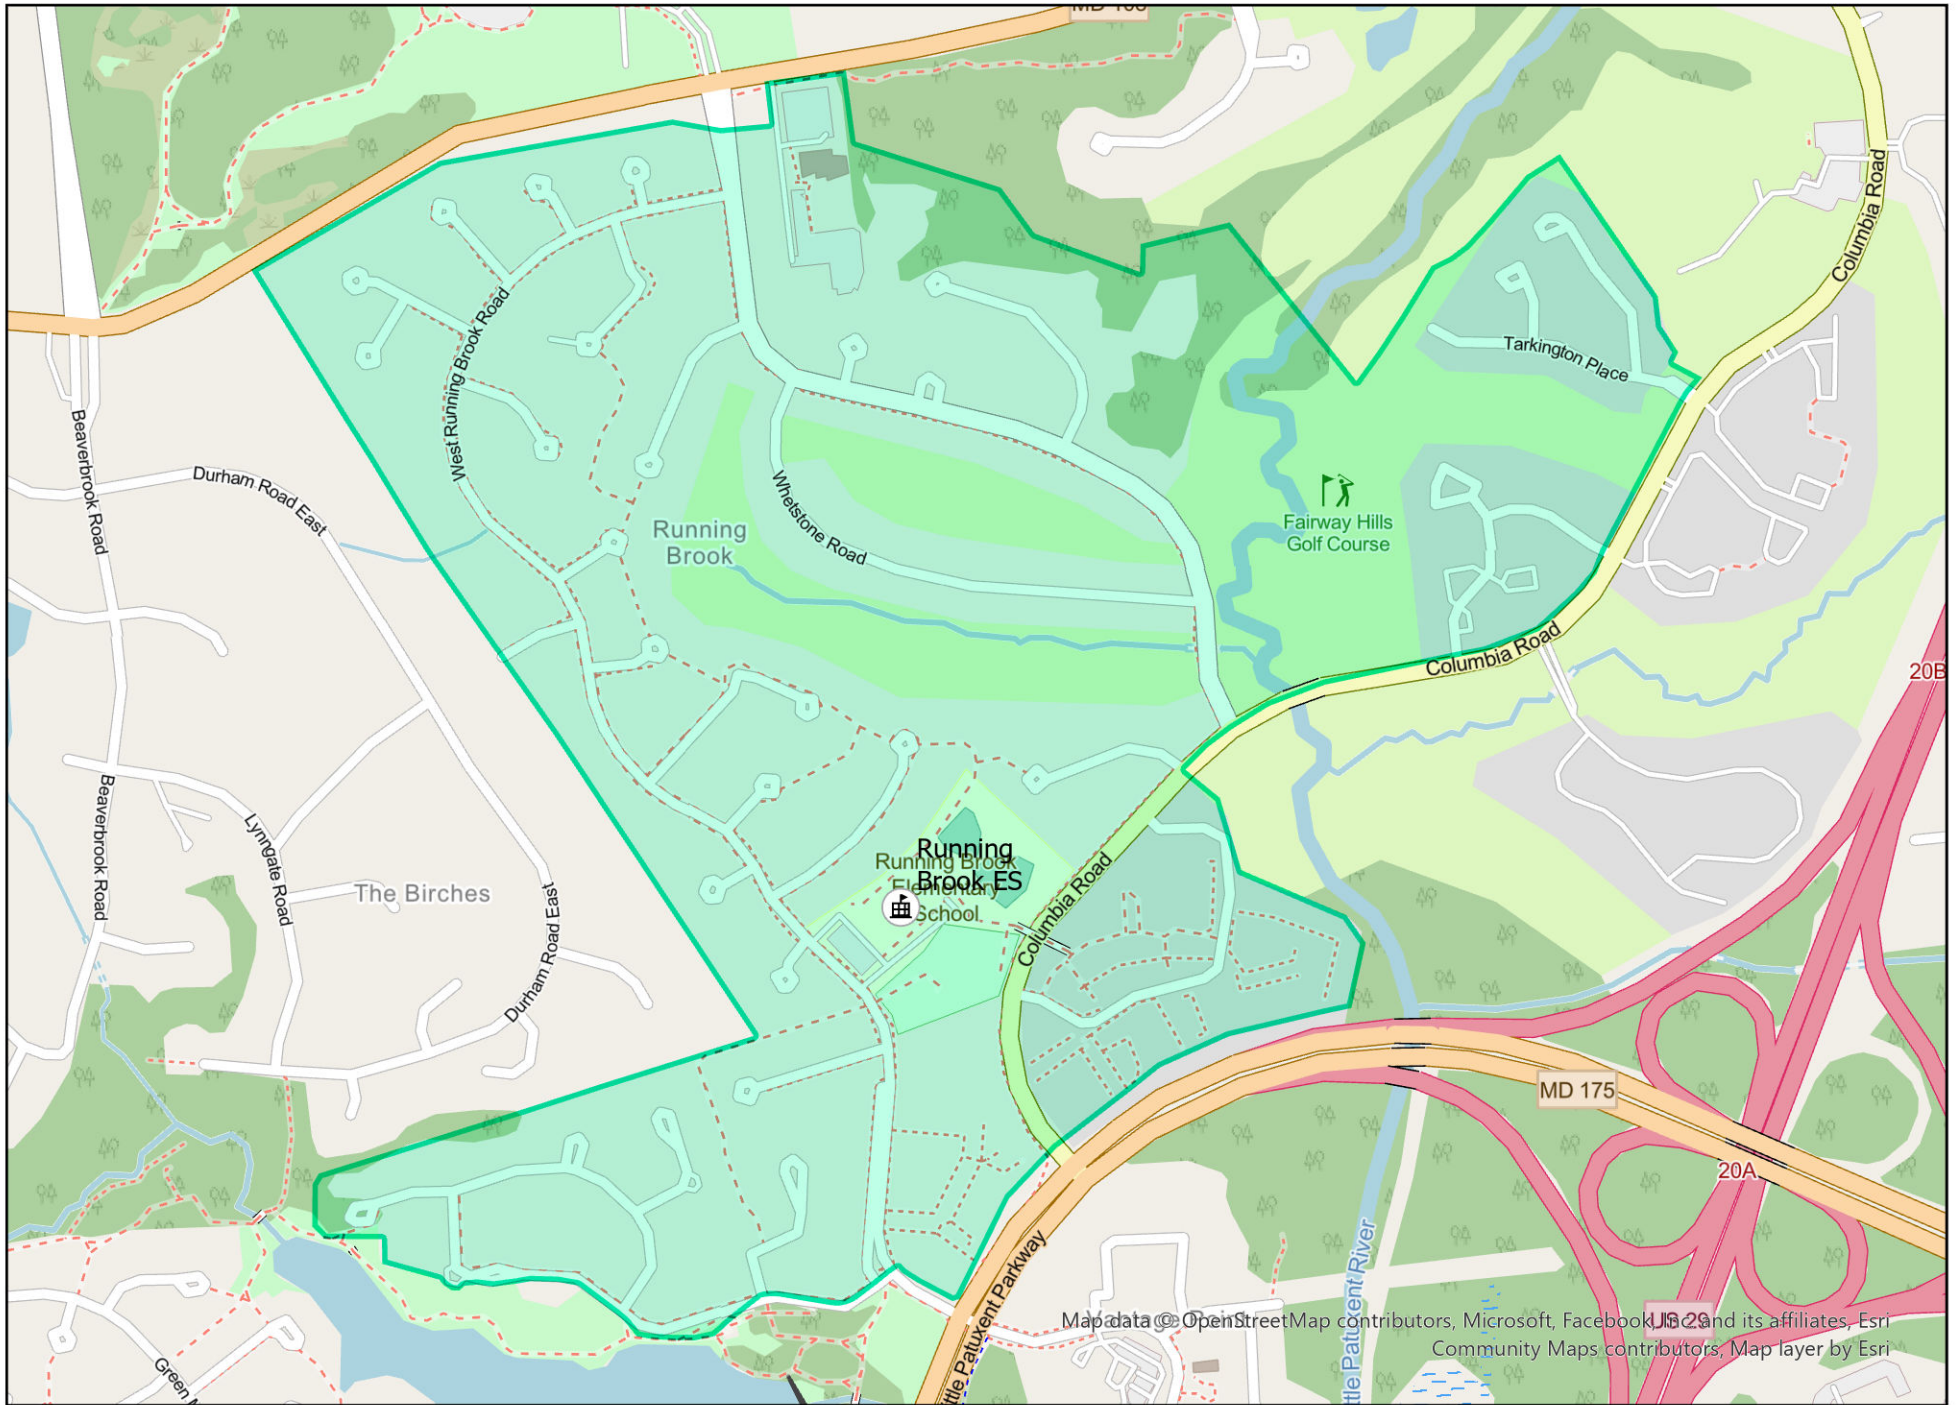 MD 108
Columbia Road
West Running Brook Road
Tarkington Place
Beaverbrook Road
Durham Road East
Running
Brook
Whetstone Road
Fairway Hills
Golf Course
Columbia Road
20B
Beaverbrook Road
Lynngate Road
The Birches
Durham Road East
Running Brook
Elementary
School
Running
Brook ES
Columbia Road
MD 175
20A
Little Patuxent Parkway
Little Patuxent River
US 29
Green
Map data © OpenStreetMap contributors, Microsoft, Facebook, Inc. and its affiliates, Esri
Community Maps contributors, Map layer by Esri